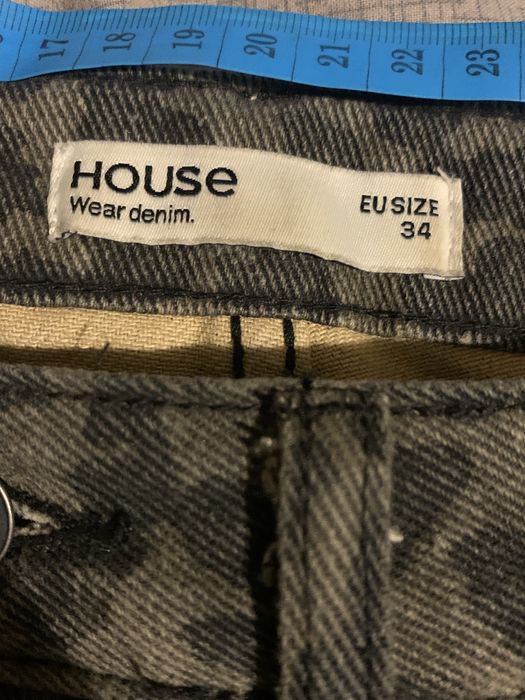 17 18 19 20 21 22 23
House
Wear denim.
EU SIZE
34